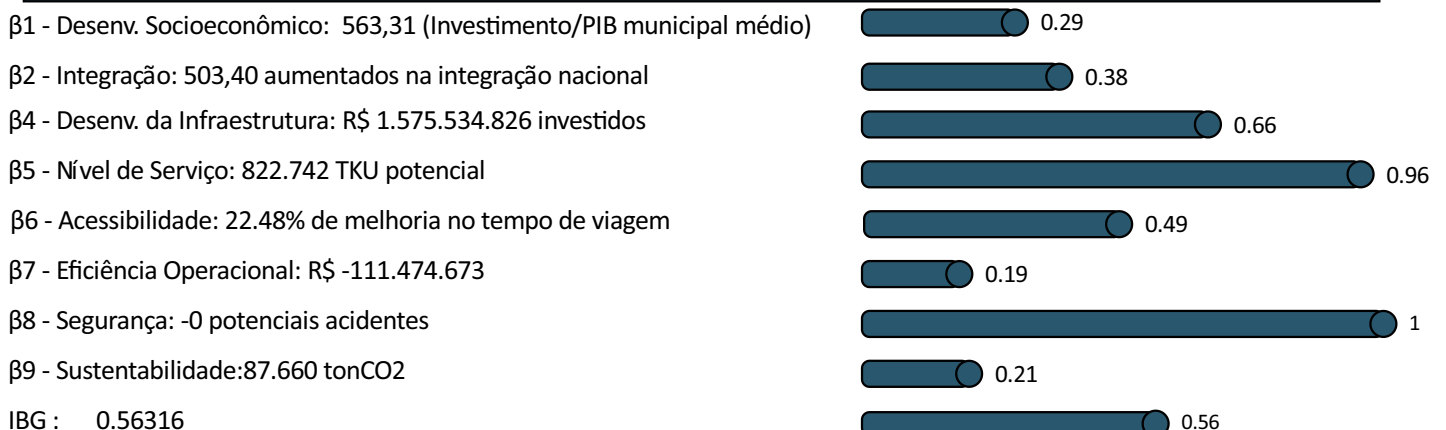 β1 - Desenv. Socioeconômico: 563,31 (Investimento/PIB municipal médio) 0.29
β2 - Integração: 503,40 aumentados na integração nacional 0.38
β4 - Desenv. da Infraestrutura: R$ 1.575.534.826 investidos 0.66
β5 - Nível de Serviço: 822.742 TKU potencial 0.96
β6 - Acessibilidade: 22.48% de melhoria no tempo de viagem 0.49
β7 - Eficiência Operacional: R$ -111.474.673 0.19
β8 - Segurança: -0 potenciais acidentes 1
β9 - Sustentabilidade:87.660 tonCO2 0.21
IBG : 0.56316 0.56